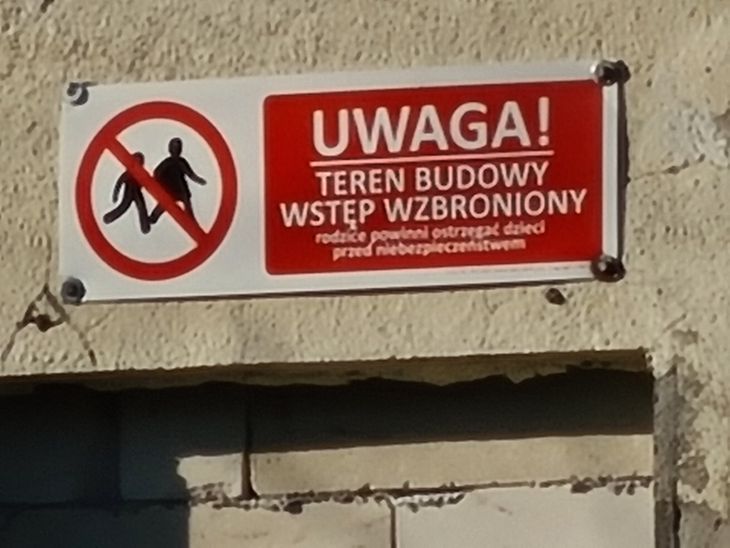 UWAGA!
TEREN BUDOWY
WSTĘP WZBRONIONY
rodzice powinni ostrzegać dzieci
przed niebezpieczeństwem